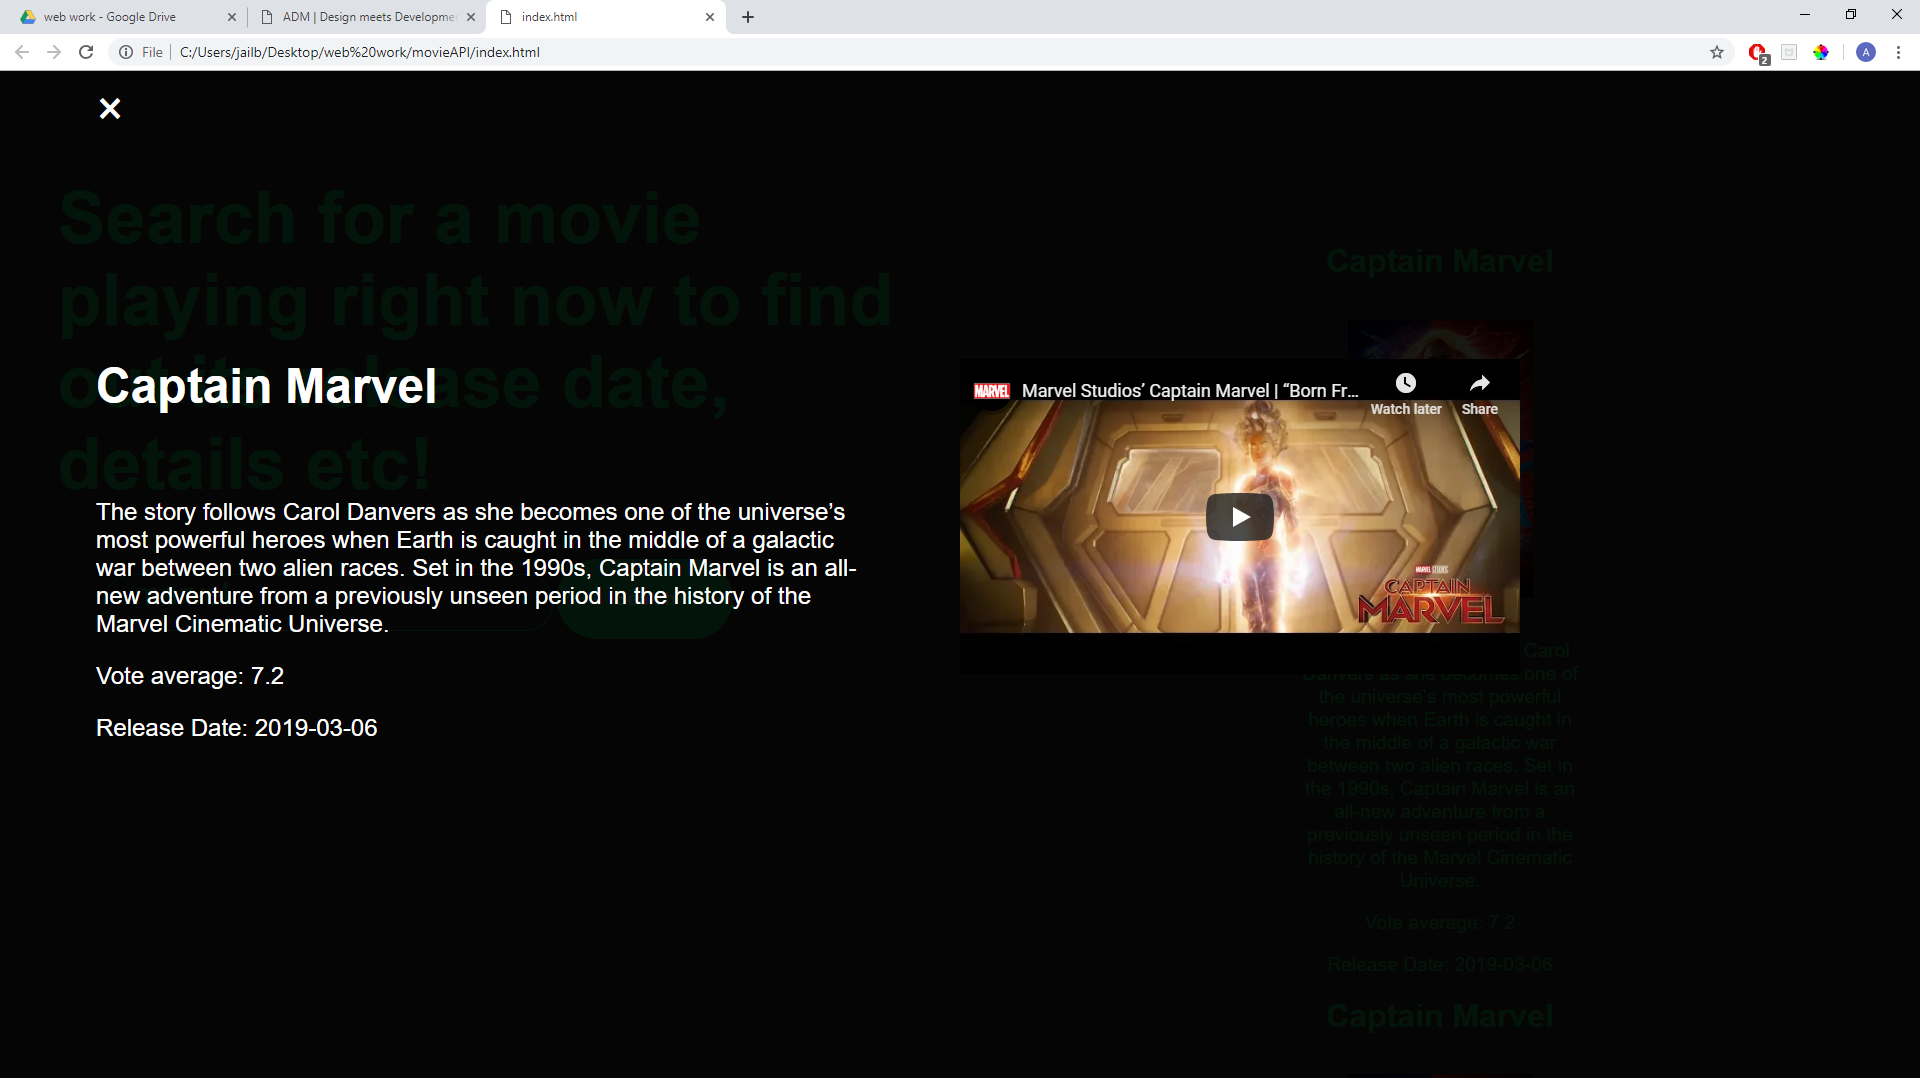 web work - Google Drive
ADM | Design meets Developme
index.html
File
C:/Users/jailb/Desktop/web%20work/movieAPI/index.html
2
A
Search for a movie
playing right now to find
ease date,
details etc!
Captain Marvel
The story follows Carol Danvers as she becomes one of the universe’s
most powerful heroes when Earth is caught in the middle of a galactic
war between two alien races. Set in the 1990s, Captain Marvel is an all-
new adventure from a previously unseen period in the history of the
Marvel Cinematic Universe.
Vote average: 7.2
Release Date: 2019-03-06
MARVEL
Marvel Studios’ Captain Marvel | “Born Fr...
Watch later
Share
MARVEL STUDIOS
CAPTAIN
MARVEL
Captain Marvel
Carol
Danvers as she becomes one of
the universe’s most powerful
heroes when Earth is caught in
the middle of a galactic war
between two alien races. Set in
the 1990s, Captain Marvel is an
all-new adventure from a
previously unseen period in the
history of the Marvel Cinematic
Universe.
Vote average: 7.2
Release Date: 2019-03-06
Captain Marvel